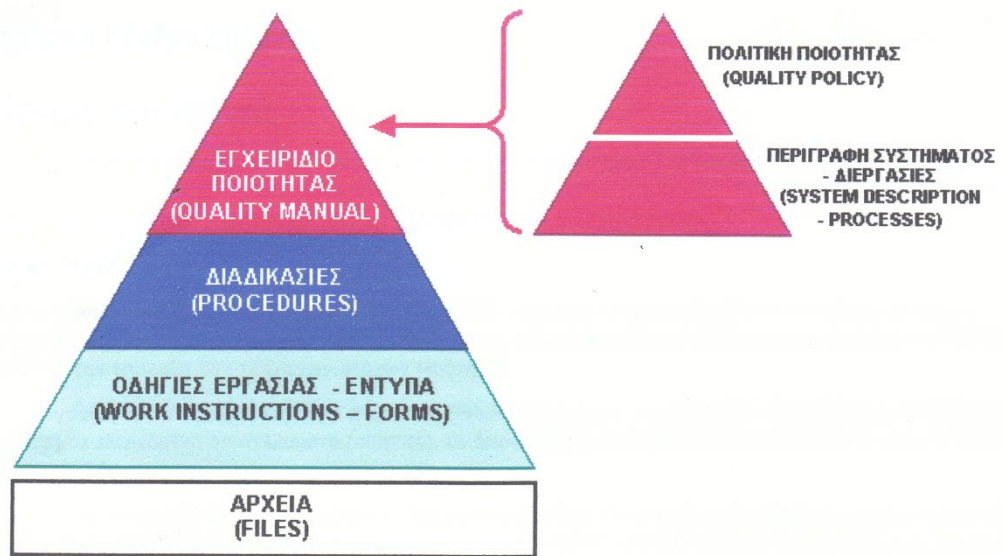 ΕΓΧΕΙΡΙΔΙΟ
ΠΟΙΟΤΗΤΑΣ
(QUALITY MANUAL)
ΔΙΑΔΙΚΑΣΙΕΣ
(PROCEDURES)
ΟΔΗΓΙΕΣ ΕΡΓΑΣΙΑΣ - ΕΝΤΥΠΑ
(WORK INSTRUCTIONS – FORMS)
ΑΡΧΕΙΑ
(FILES)
ΠΟΛΙΤΙΚΗ ΠΟΙΟΤΗΤΑΣ
(QUALITY POLICY)
ΠΕΡΙΓΡΑΦΗ ΣΥΣΤΗΜΑΤΟΣ
- ΔΙΕΡΓΑΣΙΕΣ
(SYSTEM DESCRIPTION
- PROCESSES)